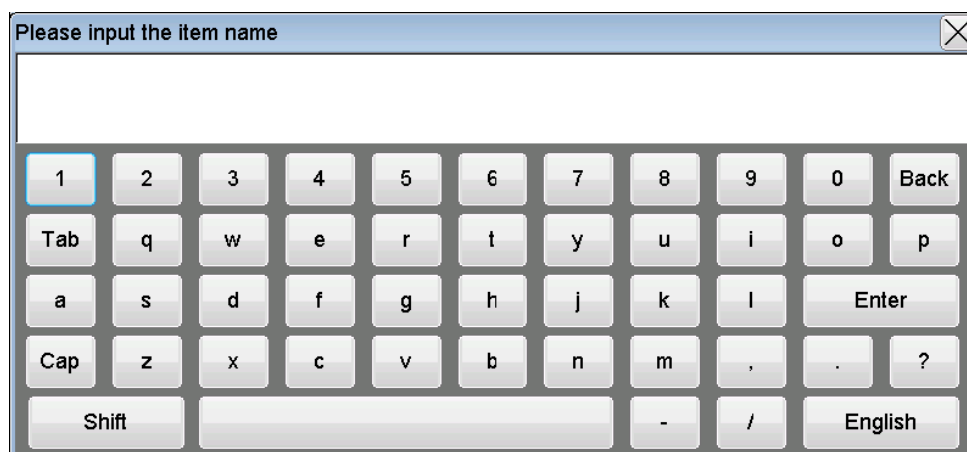 Please input the item name
1 2 3 4 5 6 7 8 9 0 Back
Tab q w e r t y u i o p
a s d f g h j k l Enter
Cap z x c v b n m , . ?
Shift - / English